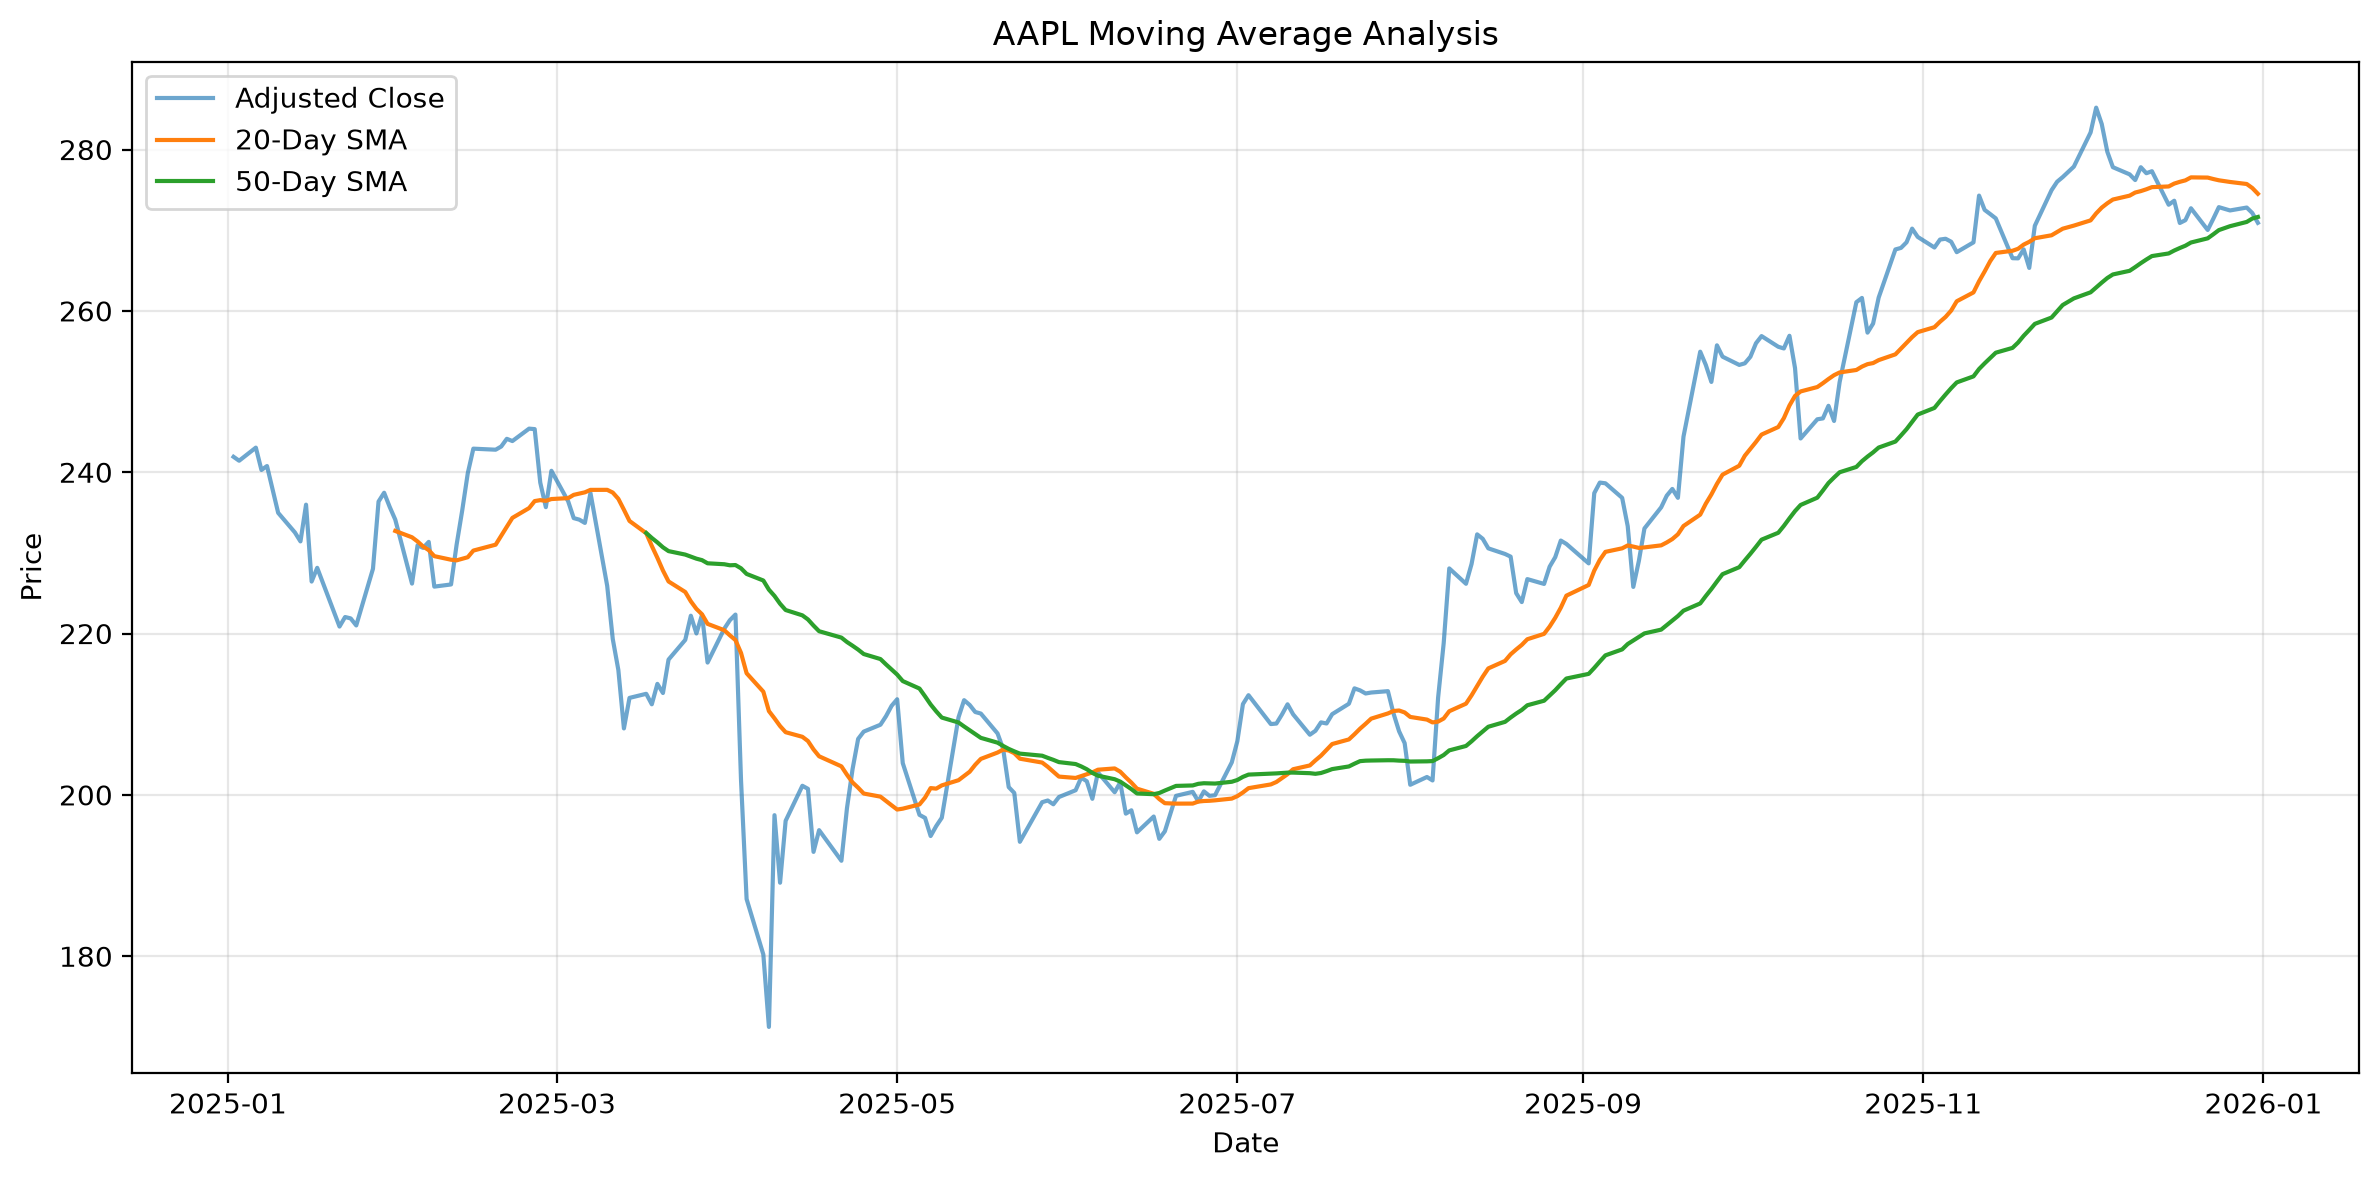 AAPL Moving Average Analysis
Adjusted Close
20-Day SMA
50-Day SMA
280
260
240
220
200
180
Price
2025-01
2025-03
2025-05
2025-07
2025-09
2025-11
2026-01
Date